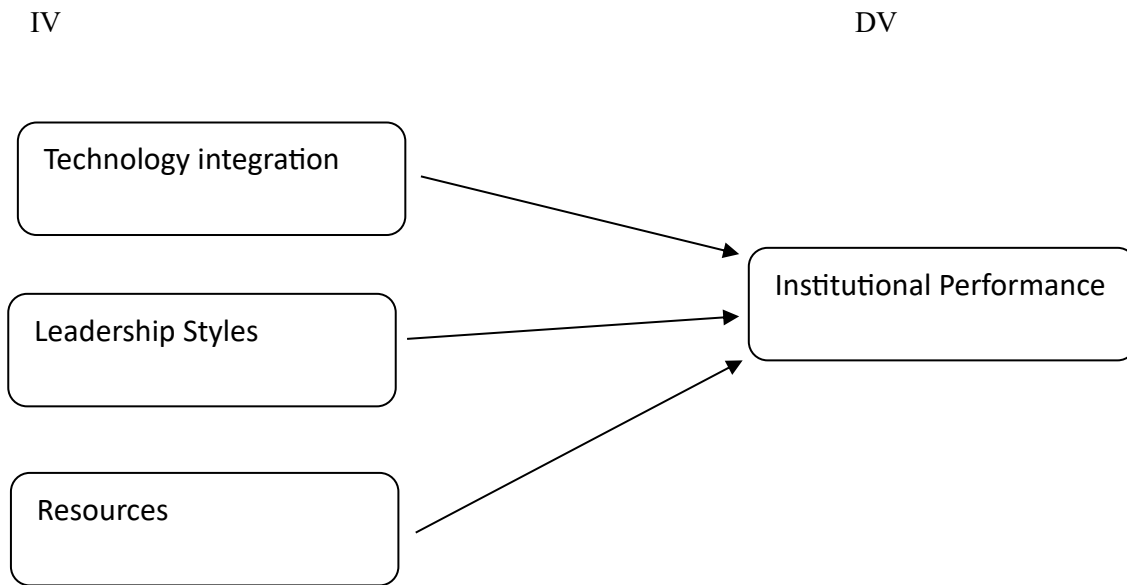 IV
DV
Technology integration
Institutional Performance
Leadership Styles
Resources